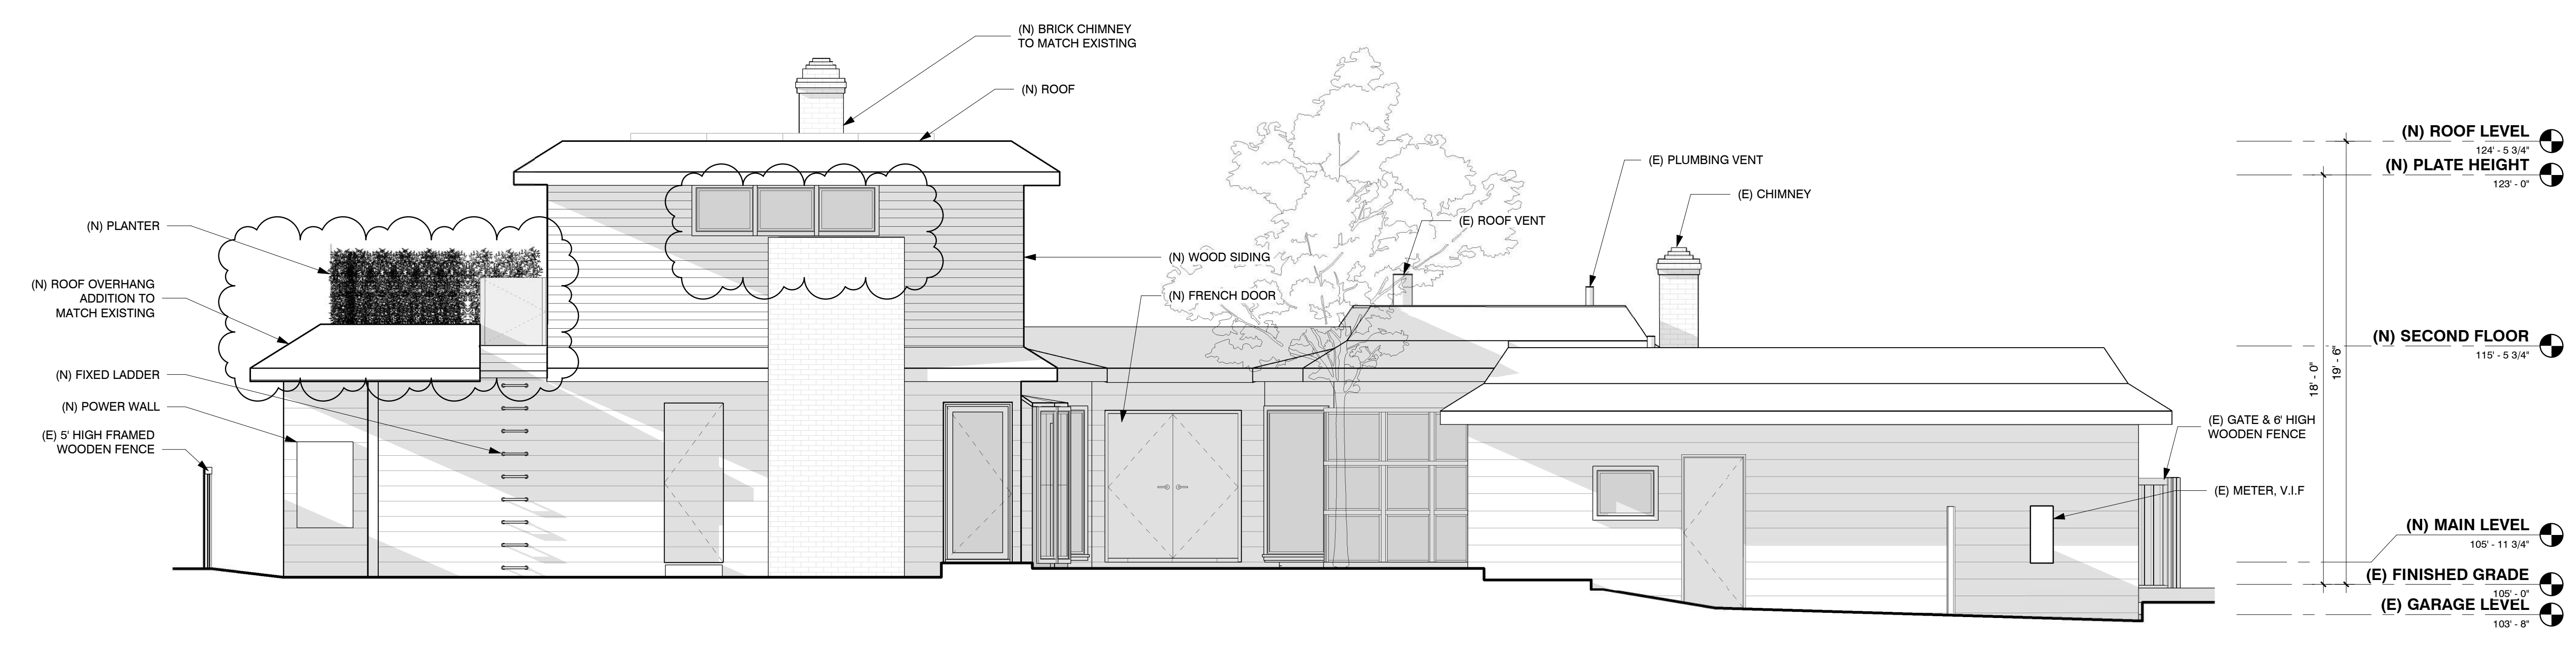 (N) BRICK CHIMNEY
TO MATCH EXISTING
(N) ROOF
(N) PLANTER
(N) ROOF OVERHANG
ADDITION TO
MATCH EXISTING
(N) FIXED LADDER
(N) POWER WALL
(E) 5' HIGH FRAMED
WOODEN FENCE
(N) WOOD SIDING
(N) FRENCH DOOR
(E) PLUMBING VENT
(E) CHIMNEY
(E) ROOF VENT
(E) GATE & 6' HIGH
WOODEN FENCE
(E) METER, V.I.F
18' - 0"
19' - 6"
(N) ROOF LEVEL
124' - 5 3/4"
(N) PLATE HEIGHT
123' - 0"
(N) SECOND FLOOR
115' - 5 3/4"
(N) MAIN LEVEL
105' - 11 3/4"
(E) FINISHED GRADE
105' - 0"
(E) GARAGE LEVEL
103' - 8"